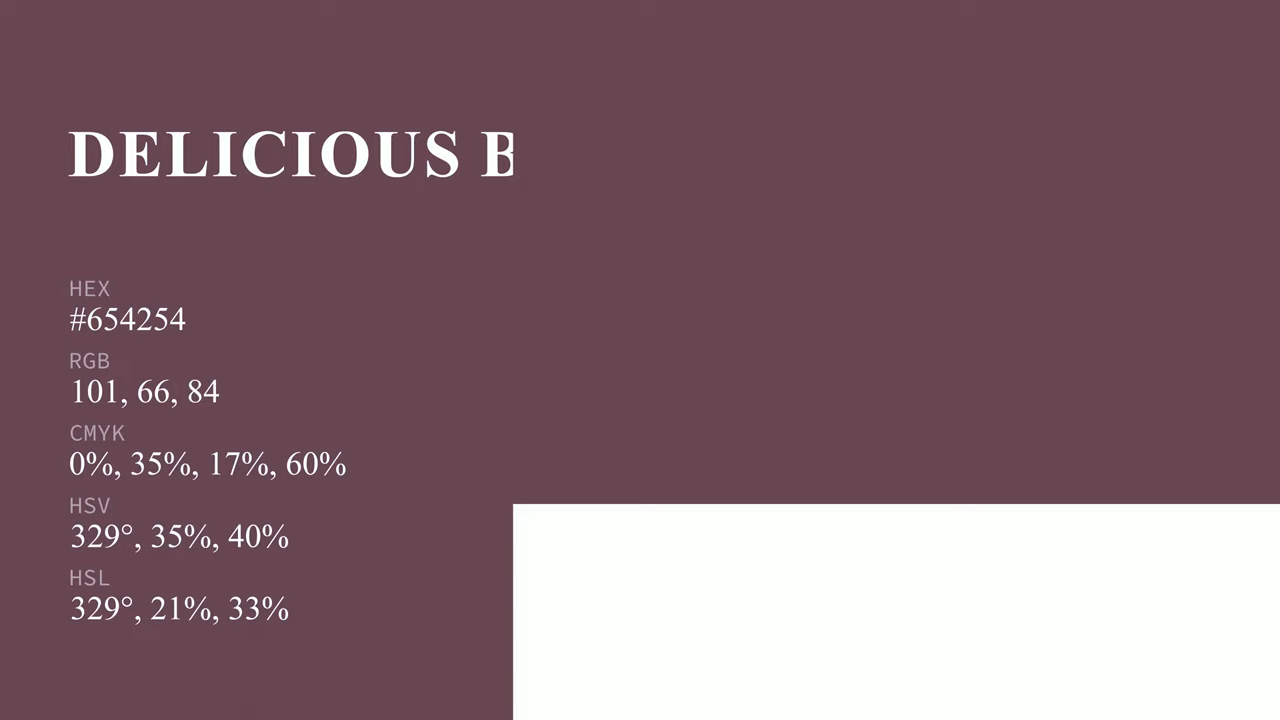 DELICIOUS B
HEX
#654254
RGB
101, 66, 84
CMYK
0%, 35%, 17%, 60%
HSV
329°, 35%, 40%
HSL
329°, 21%, 33%